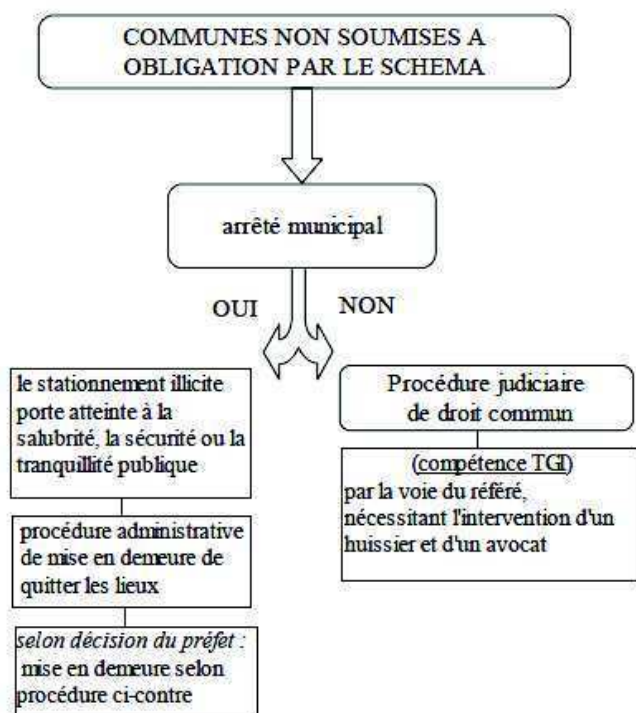 COMMUNES NON SOUMISES A
OBLIGATION PAR LE SCHEMA
arrêté municipal
OUI
NON
le stationnement illicite
porte atteinte à la
salubrité, la sécurité ou la
tranquillité publique
procédure administrative
de mise en demeure de
quitter les lieux
selon décision du préfet :
mise en demeure selon
procédure ci-contre
Procédure judiciaire
de droit commun
(compétence TGI)
par la voie du référé,
nécessitant l'intervention d'un
huissier et d'un avocat